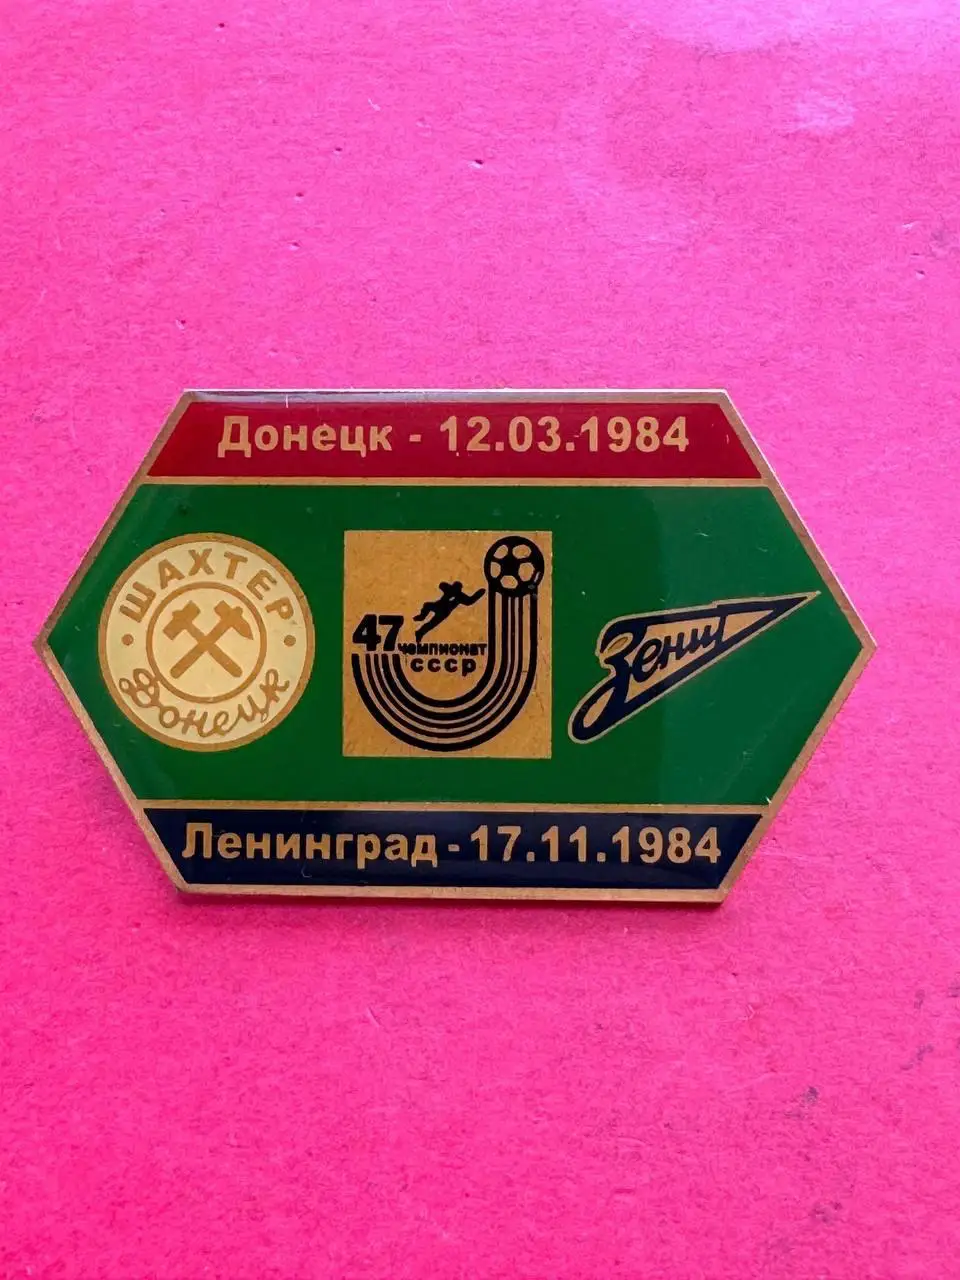 Донецк - 12.03.1984
ШАХТЕР
Донецк
47 чемпионат
СССР
Зенит
Ленинград - 17.11.1984